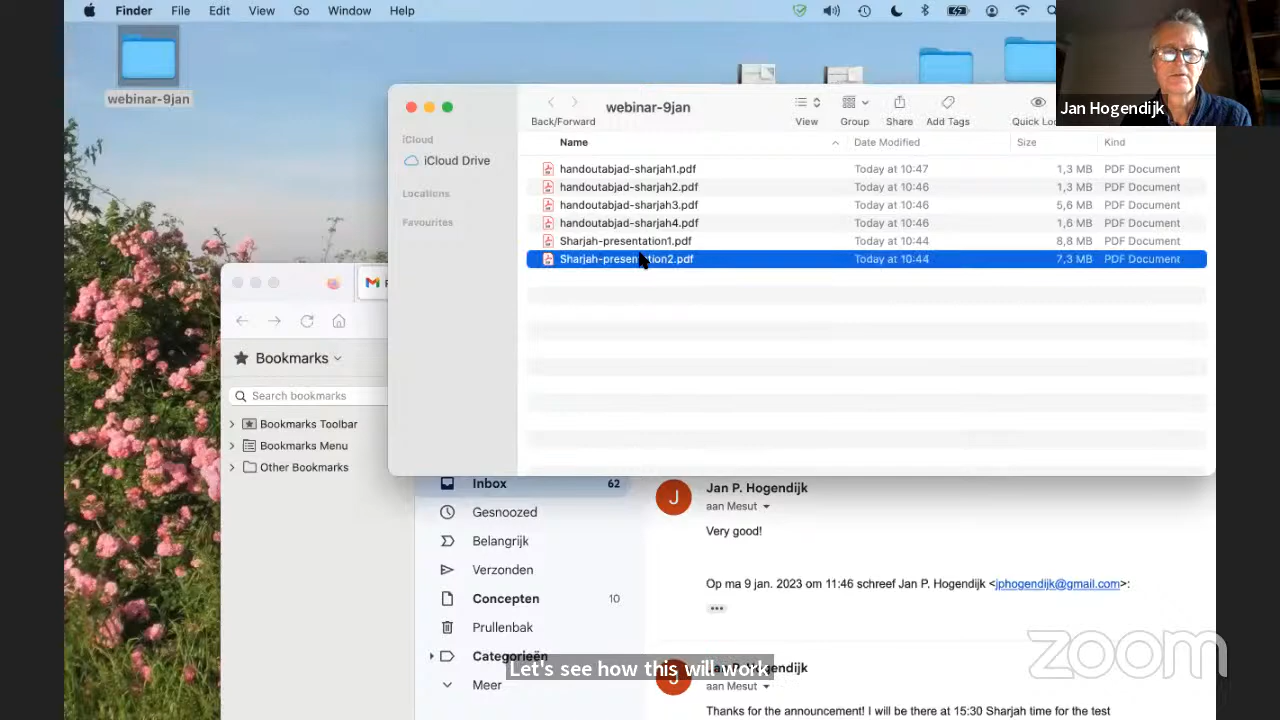 Finder File Edit View Go Window Help
webinar-9jan
Jan Hogendijk
webinar-9jan
Back/Forward View Group Share Add Tags
iCloud
iCloud Drive
Locations
Favourites
Name Date Modified Size Kind
handoutabjad-sharjah1.pdf Today at 10:47 1,3 MB PDF Document
handoutabjad-sharjah2.pdf Today at 10:46 1,3 MB PDF Document
handoutabjad-sharjah3.pdf Today at 10:46 5,6 MB PDF Document
handoutabjad-sharjah4.pdf Today at 10:46 1,6 MB PDF Document
Sharjah-presentation1.pdf Today at 10:44 8,8 MB PDF Document
Sharjah-presentation2.pdf Today at 10:44 7,3 MB PDF Document
Bookmarks
Search bookmarks
Bookmarks Toolbar
Bookmarks Menu
Other Bookmarks
Inbox 62
Gesnoozed
Belangrijk
Verzonden
Concepten 10
Prullenbak
Categorieën
Meer
J
Jan P. Hogendijk
aan Mesut
Very good!
Op ma 9 jan. 2023 om 11:46 schreef Jan P. Hogendijk <jphogendijk@gmail.com>:
Let's see how this will work
aan Mesut
Thanks for the announcement! I will be there at 15:30 Sharjah time for the test
zoom